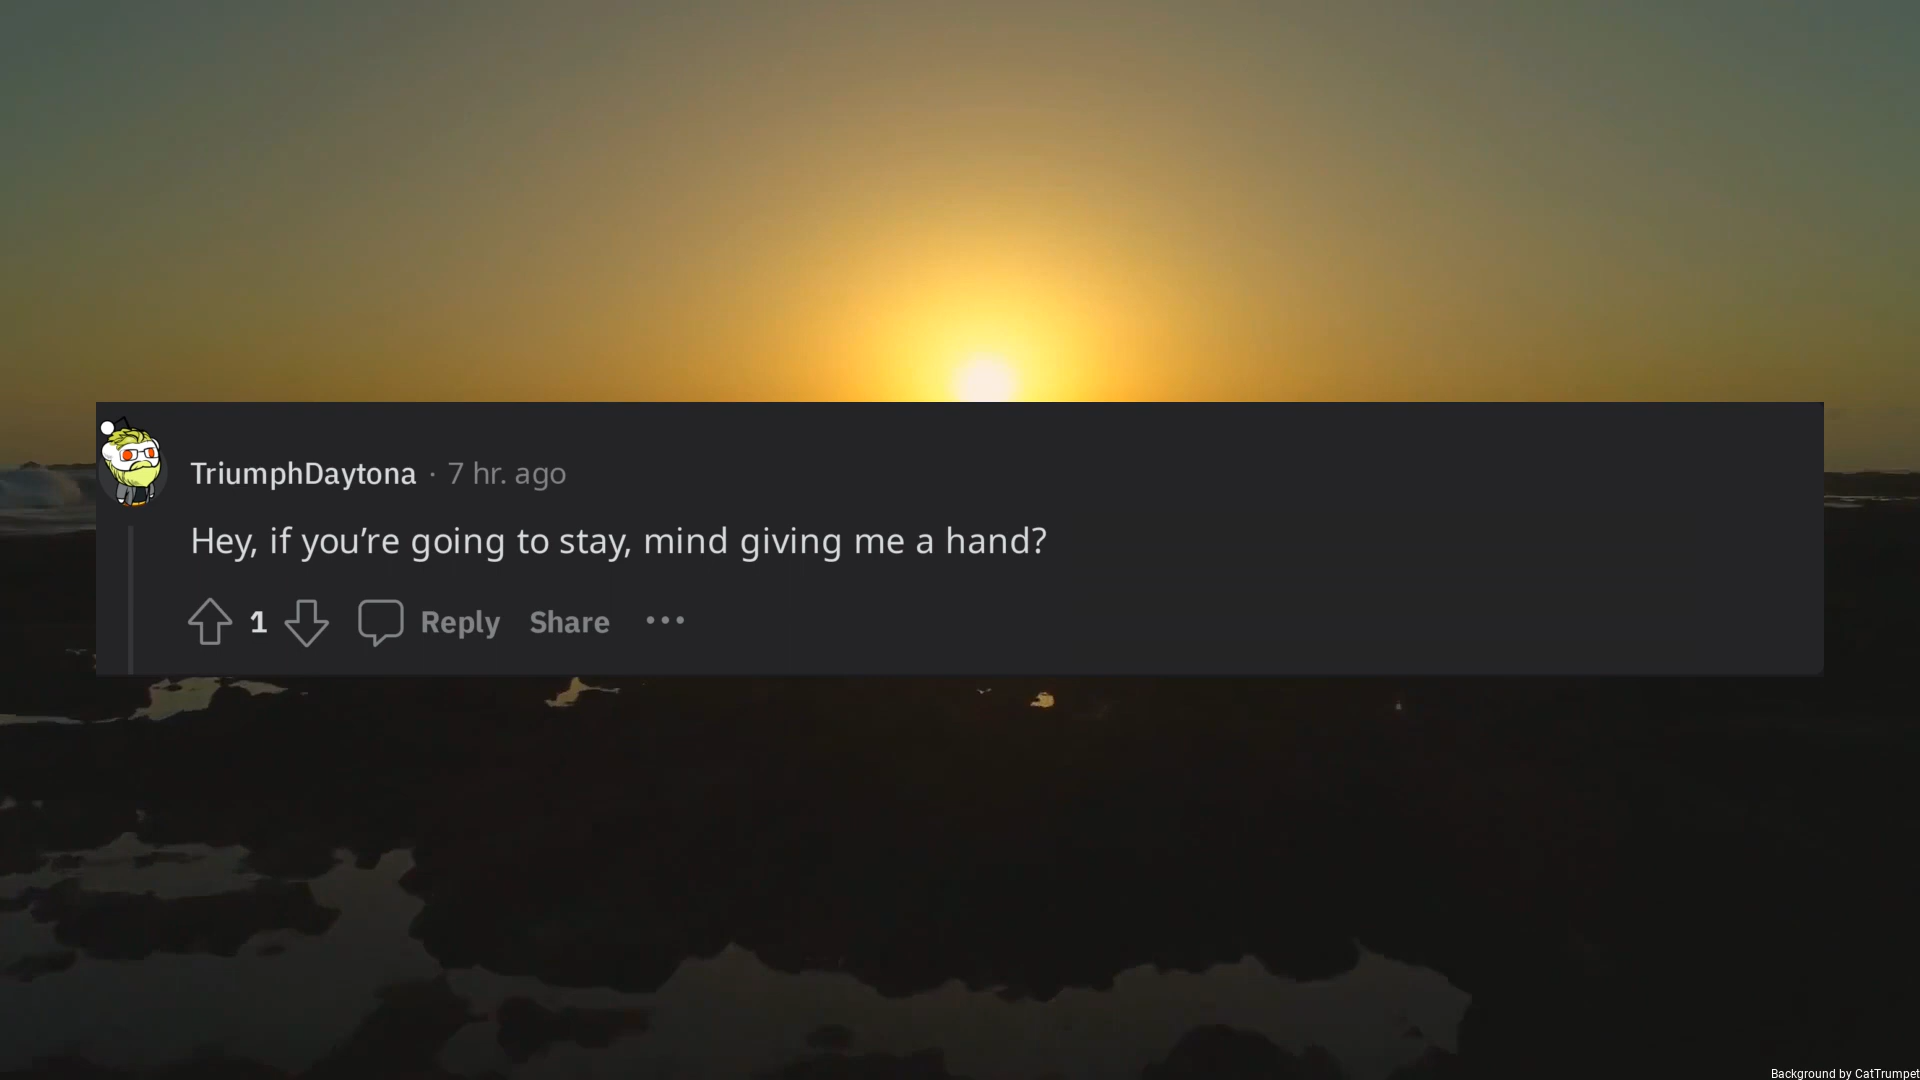 TriumphDaytona · 7 hr. ago
Hey, if you’re going to stay, mind giving me a hand?
1 Reply Share ···
Background by CatTrumpet